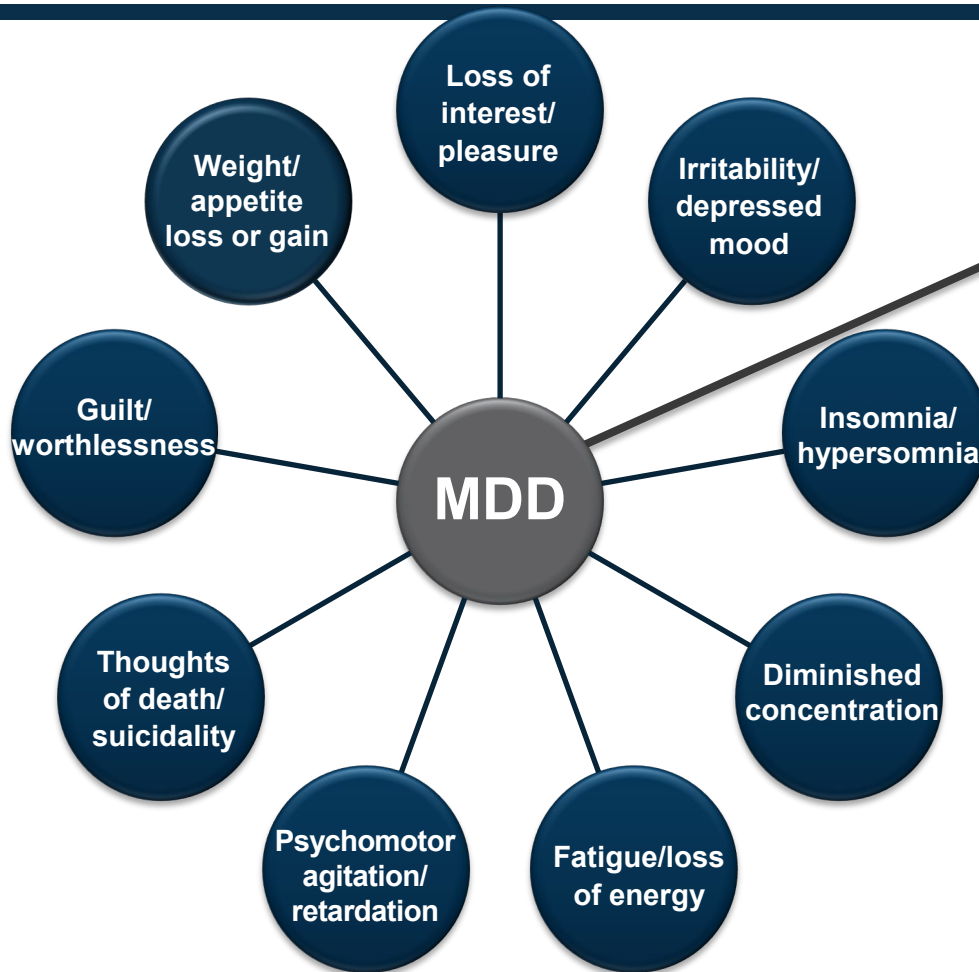 Loss of
interest/
pleasure
Irritability/
depressed
mood
Insomnia/
hypersomnia
Diminished
concentration
Fatigue/loss
of energy
Psychomotor
agitation/
retardation
Thoughts
of death/
suicidality
Guilt/
worthlessness
Weight/
appetite
loss or gain
MDD